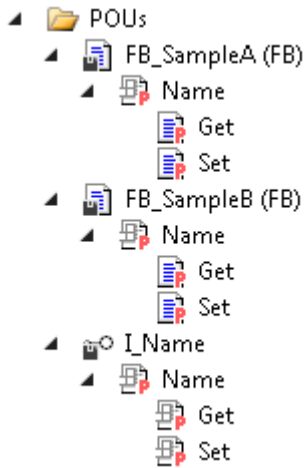 POUs
FB_SampleA (FB)
Name
Get
Set
FB_SampleB (FB)
Name
Get
Set
I_Name
Name
Get
Set